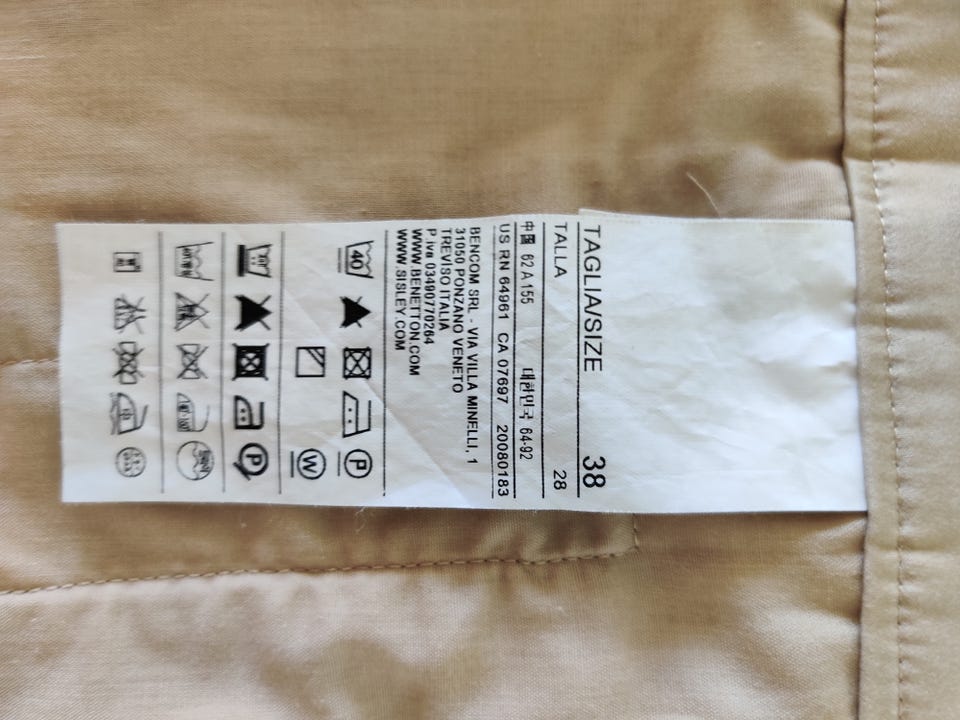 TAGLIA/SIZE 38
TALLA 28
中国 62 A 155 대한민국 64-92
US RN 64961 CA 07697 20080183
BENCOM SRL - VIA VILLA MINELLI, 1
31050 PONZANO VENETO
TREVISO ITALIA
P.iva 03490770264
WWW.BENETTON.COM
WWW.SISLEY.COM
40 P
W
P